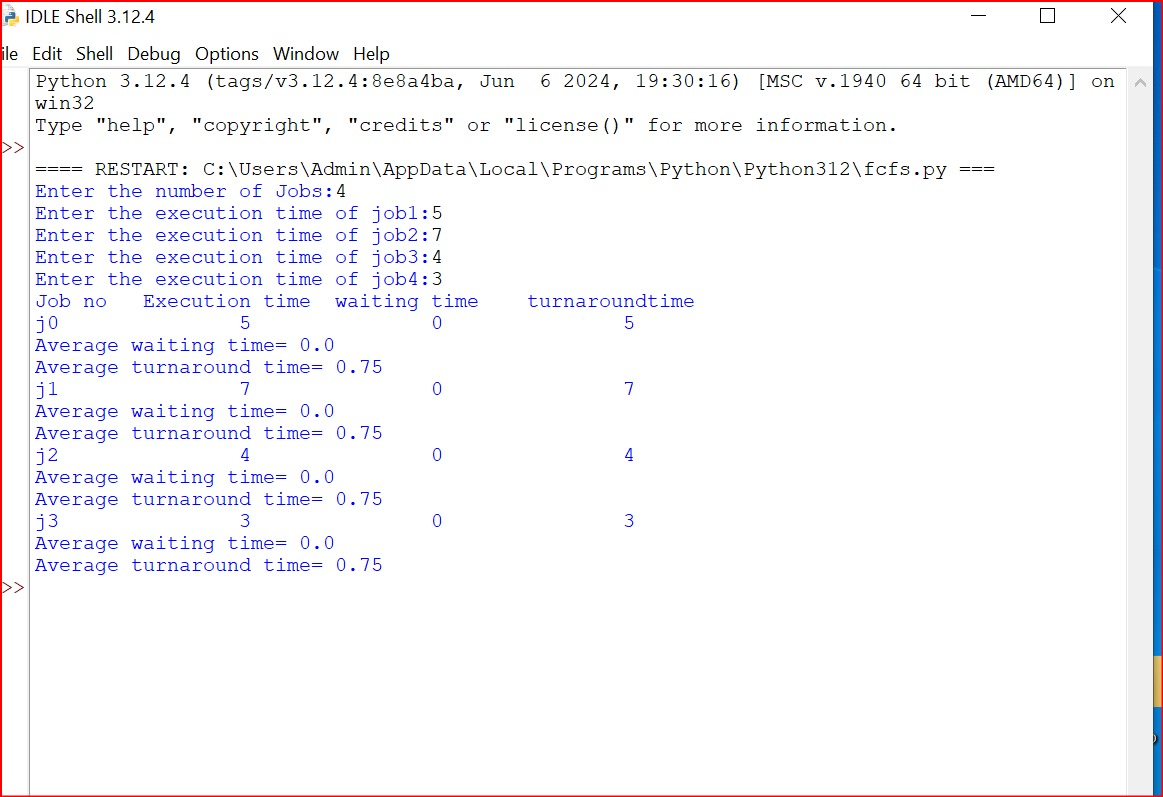 IDLE Shell 3.12.4
ile Edit Shell Debug Options Window Help
Python 3.12.4 (tags/v3.12.4:8e8a4ba, Jun  6 2024, 19:30:16) [MSC v.1940 64 bit (AMD64)] on
win32
Type "help", "copyright", "credits" or "license()" for more information.
>>
==== RESTART: C:\Users\Admin\AppData\Local\Programs\Python\Python312\fcfs.py ===
Enter the number of Jobs:4
Enter the execution time of job1:5
Enter the execution time of job2:7
Enter the execution time of job3:4
Enter the execution time of job4:3
Job no   Execution time  waiting time    turnaroundtime
j0               5               0               5
Average waiting time= 0.0
Average turnaround time= 0.75
j1               7               0               7
Average waiting time= 0.0
Average turnaround time= 0.75
j2               4               0               4
Average waiting time= 0.0
Average turnaround time= 0.75
j3               3               0               3
Average waiting time= 0.0
Average turnaround time= 0.75
>>